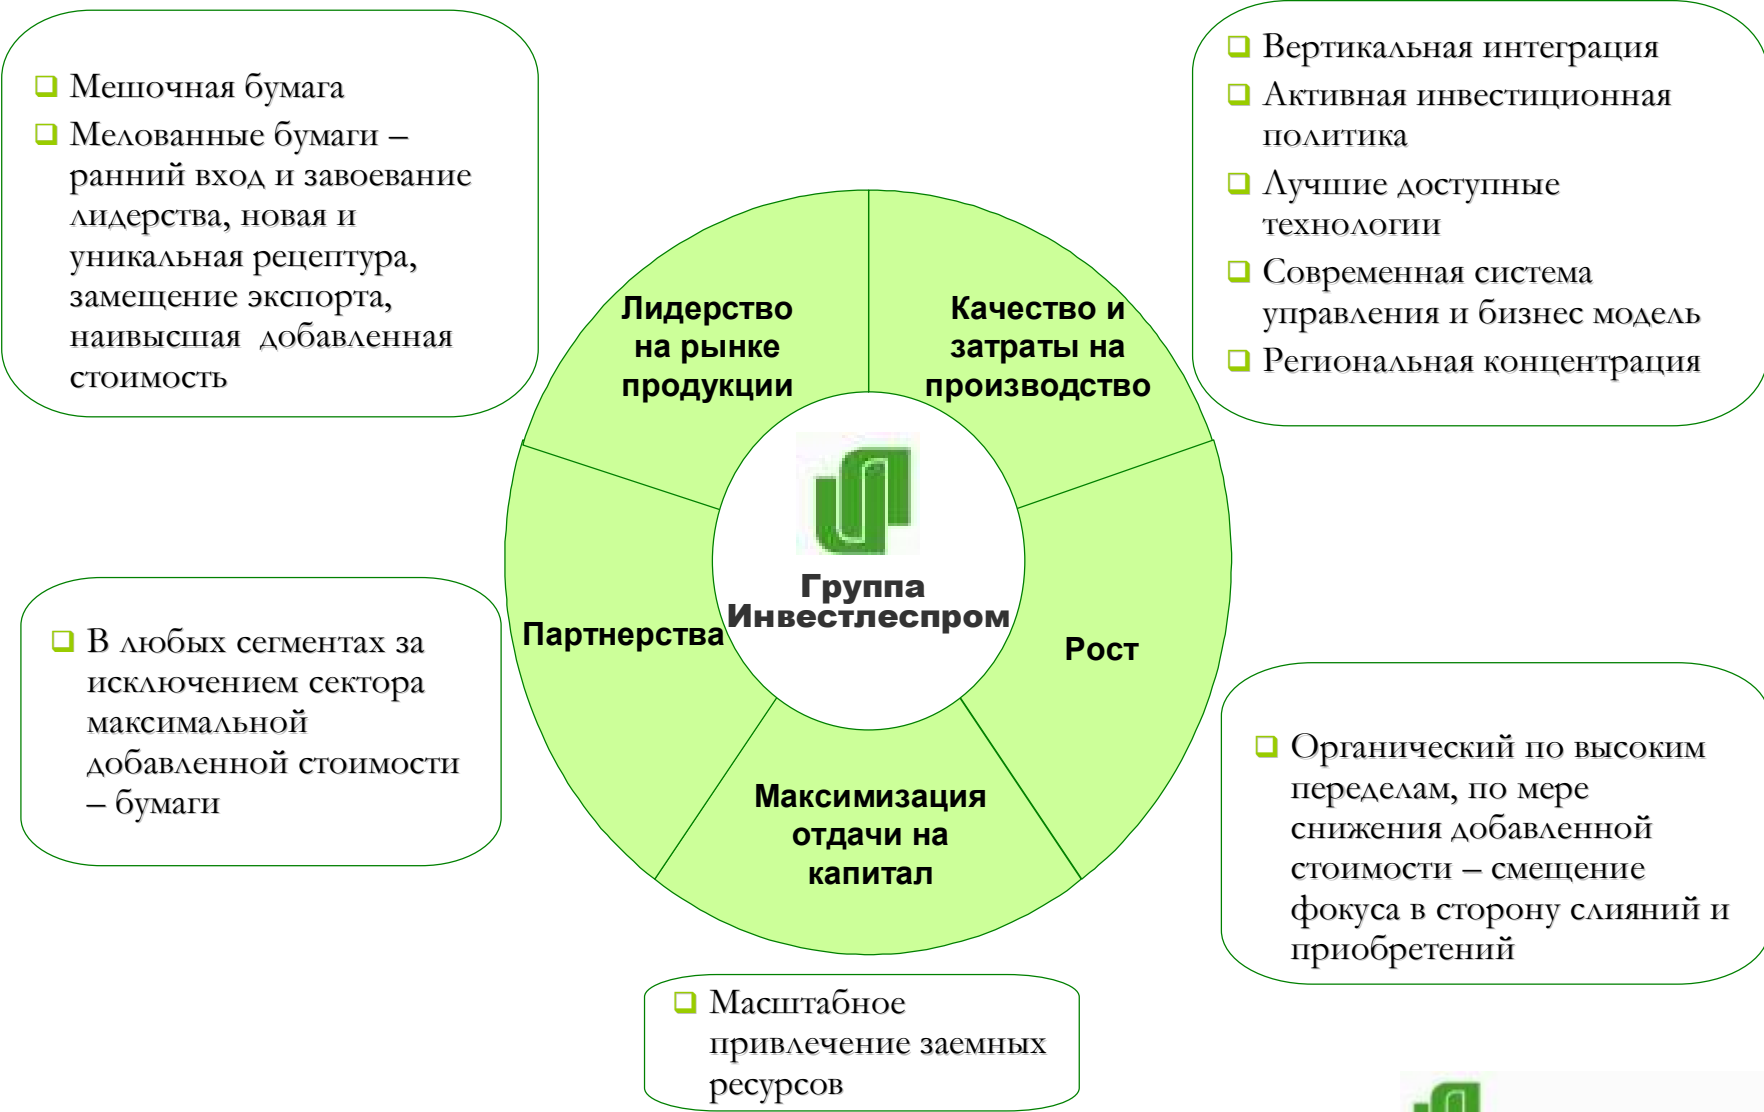 Мешочная бумага
Мелованные бумаги –
ранний вход и завоевание
лидерства, новая и
уникальная рецептура,
замещение экспорта,
наивысшая добавленная
стоимость
Вертикальная интеграция
Активная инвестиционная
политика
Лучшие доступные
технологии
Современная система
управления и бизнес модель
Региональная концентрация
Лидерство
на рынке
продукции
Качество и
затраты на
производство
Группа
Инвестлеспром
Партнерства
Рост
Максимизация
отдачи на
капитал
В любых сегментах за
исключением сектора
максимальной
добавленной стоимости
– бумаги
Органический по высоким
переделам, по мере
снижения добавленной
стоимости – смещение
фокуса в сторону слияний и
приобретений
Масштабное
привлечение заемных
ресурсов